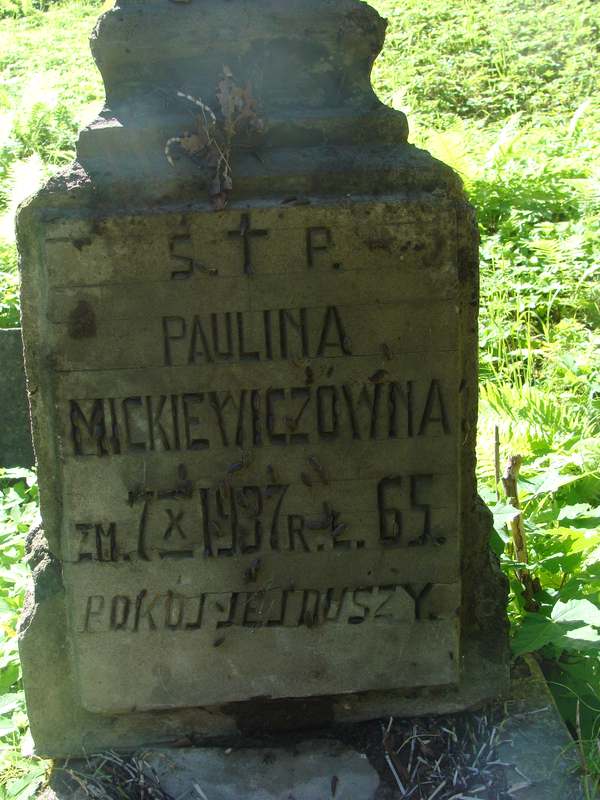 Ś. † P.
PAULINA
MICKIEWICZÓWNA
ZM. 7 X 1937 R. L. 65.
POKÓJ JEJ DUSZY.